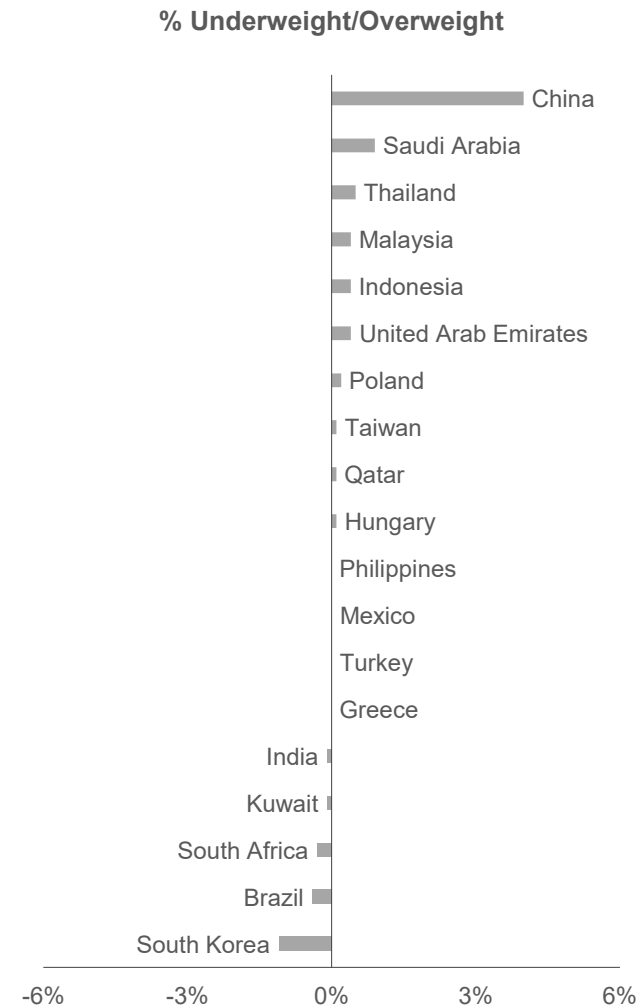 % Underweight/Overweight
China
Saudi Arabia
Thailand
Malaysia
Indonesia
United Arab Emirates
Poland
Taiwan
Qatar
Hungary
Philippines
Mexico
Turkey
Greece
India
Kuwait
South Africa
Brazil
South Korea
-6% -3% 0% 3% 6%